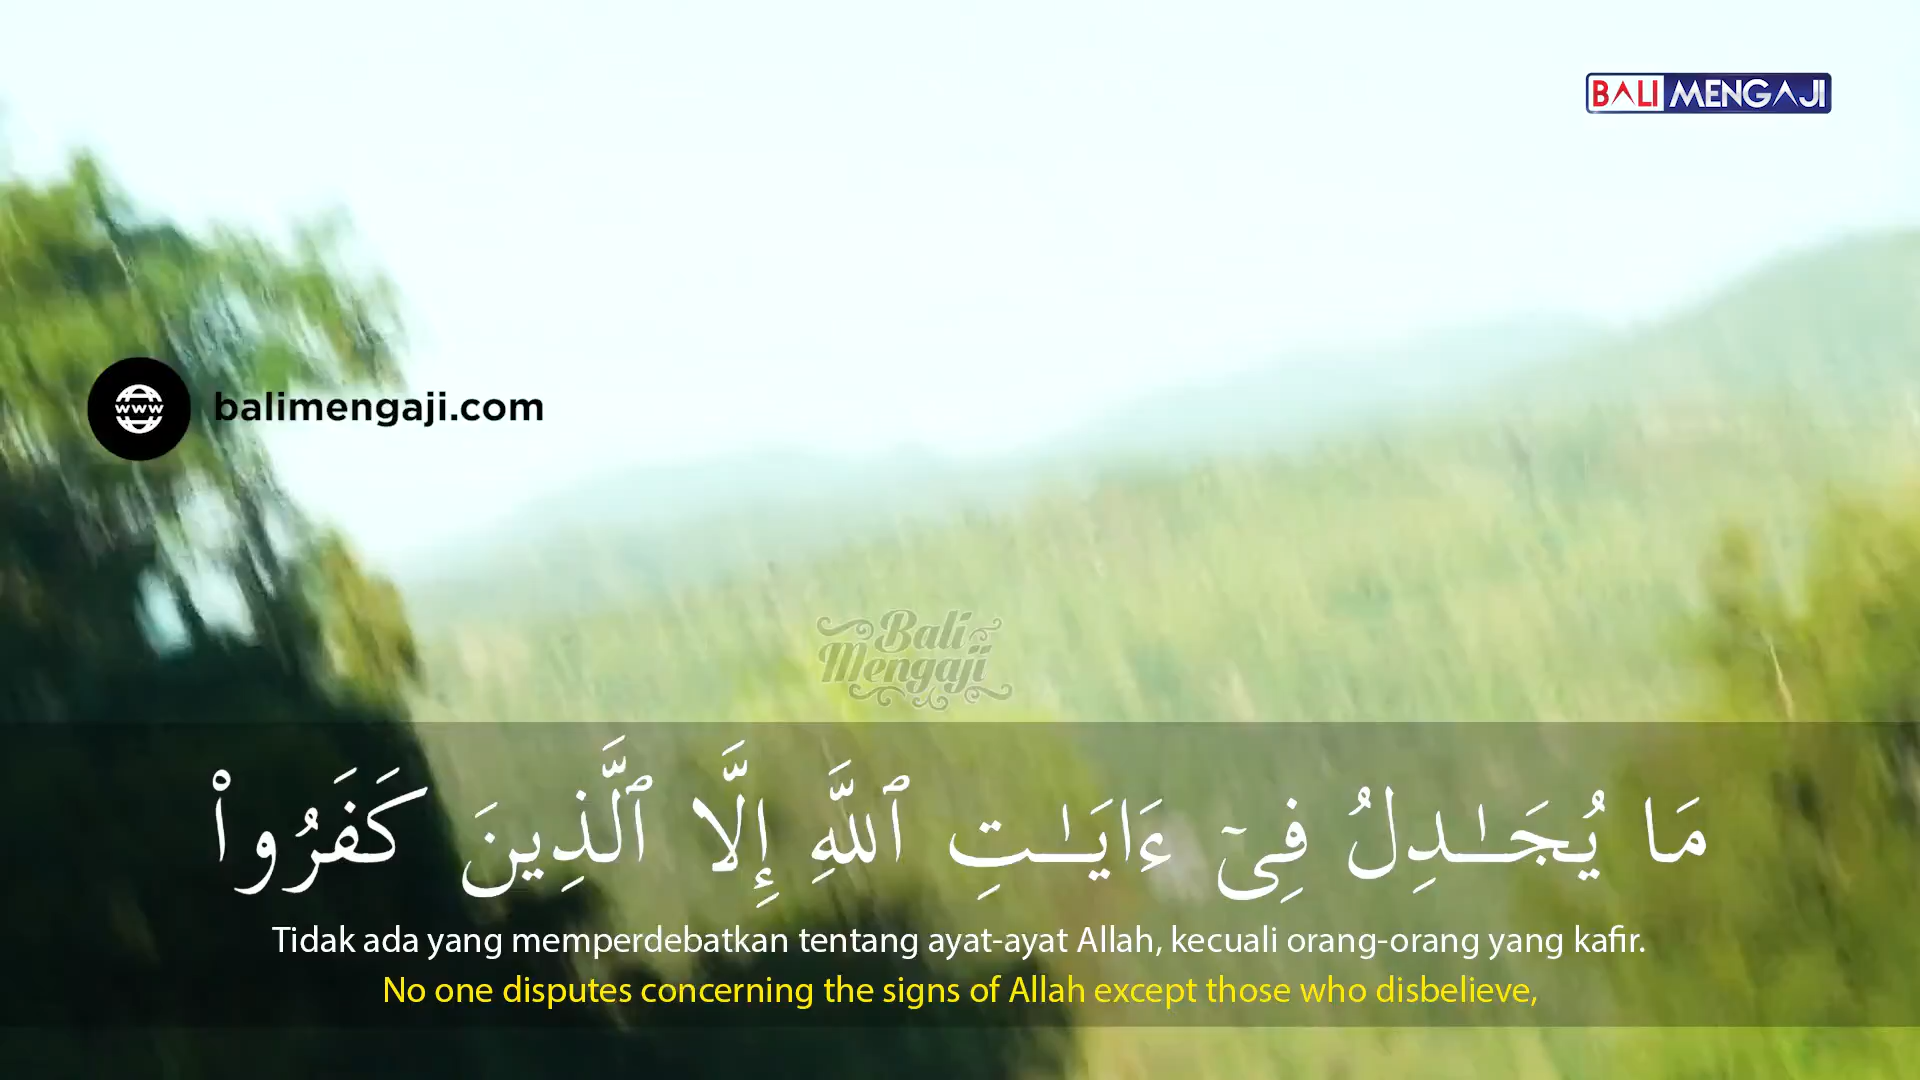 BALI MENGAJI
www
balimengaji.com
Bali
Mengaji
مَا يُجَـٰدِلُ فِىٓ ءَايَـٰتِ ٱللَّهِ إِلَّا ٱلَّذِينَ كَفَرُوا۟
Tidak ada yang memperdebatkan tentang ayat-ayat Allah, kecuali orang-orang yang kafir.
No one disputes concerning the signs of Allah except those who disbelieve,